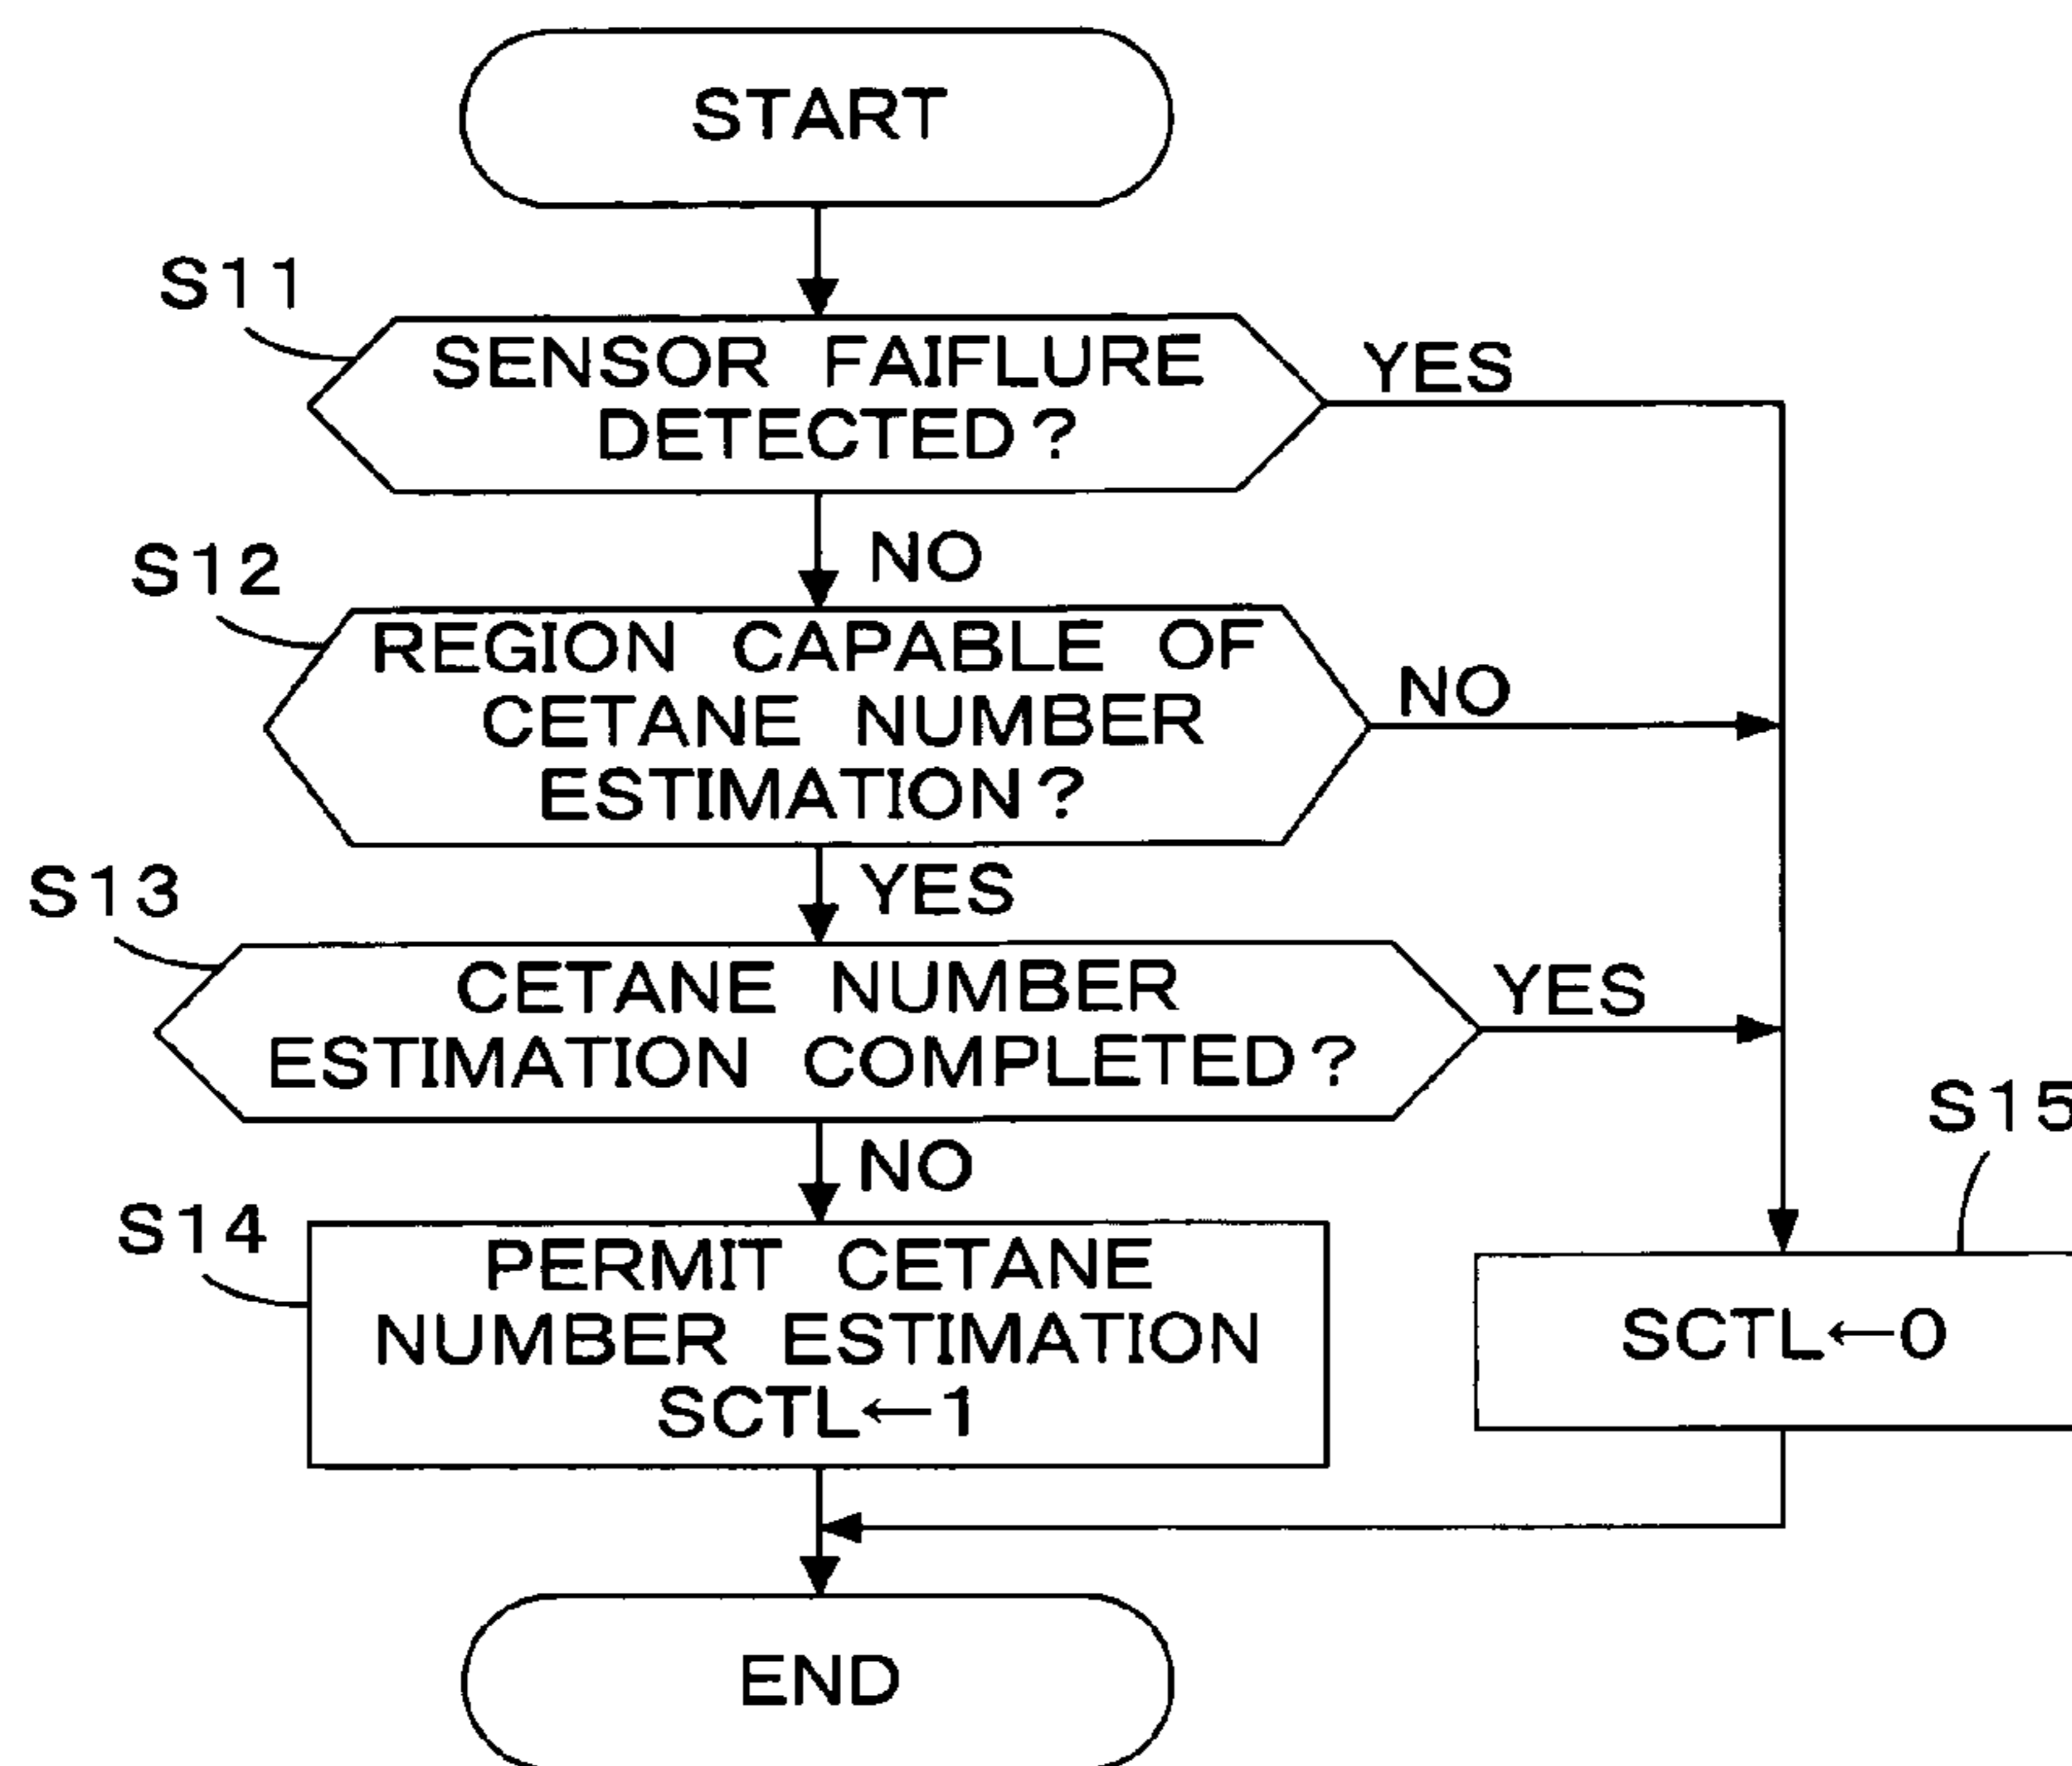 START
S11
SENSOR FAIFLURE
DETECTED?
YES
NO
S12
REGION CAPABLE OF
CETANE NUMBER
ESTIMATION?
NO
YES
S13
CETANE NUMBER
ESTIMATION COMPLETED?
YES
NO
S14
PERMIT CETANE
NUMBER ESTIMATION
SCTL←1
S15
SCTL←0
END